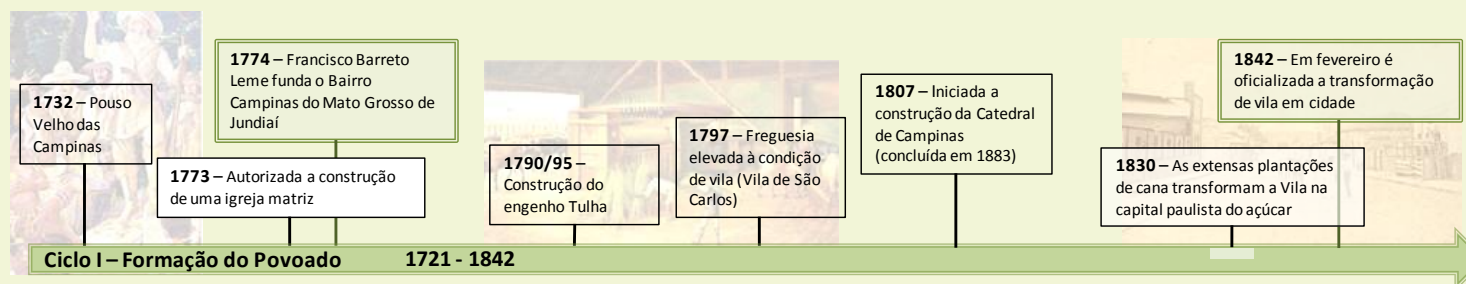 1732 – Pouso
Velho das
Campinas
1774 – Francisco Barreto
Leme funda o Bairro
Campinas do Mato Grosso de
Jundiaí
1773 – Autorizada a construção
de uma igreja matriz
1790/95 –
Construção do
engenho Tulha
1797 – Freguesia
elevada à condição
de vila (Vila de São
Carlos)
1807 – Iniciada a
construção da Catedral
de Campinas
(concluída em 1883)
1830 – As extensas plantações
de cana transformam a Vila na
capital paulista do açúcar
1842 – Em fevereiro é
oficializada a transformação
de vila em cidade
Ciclo I – Formação do Povoado 1721 - 1842